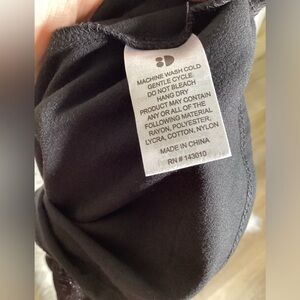 MACHINE WASH COLD
GENTLE CYCLE.
DO NOT BLEACH
HANG DRY
PRODUCT MAY CONTAIN
ANY OR ALL OF THE
FOLLOWING MATERIAL
RAYON, POLYESTER,
LYCRA, COTTON, NYLON
MADE IN CHINA
RN # 143010